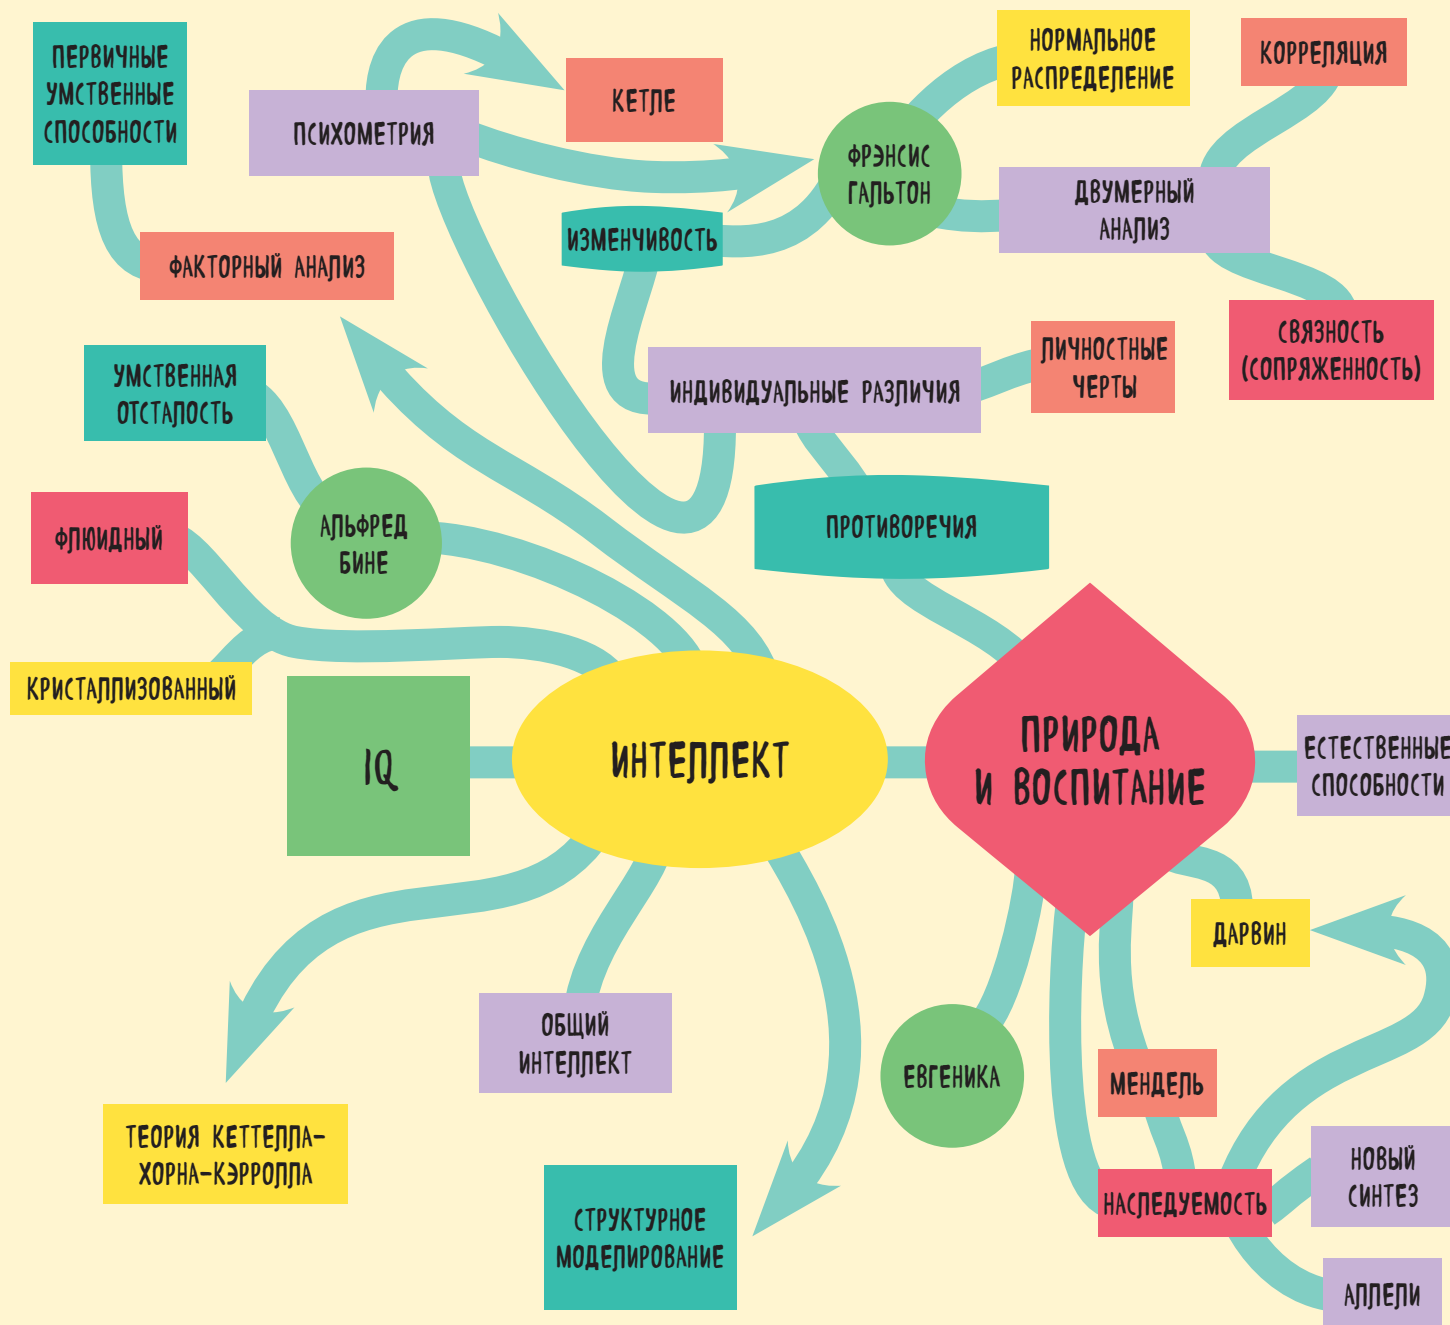 ПЕРВИЧНЫЕ
УМСТВЕННЫЕ
СПОСОБНОСТИ
ПСИХОМЕТРИЯ
КЕТЛЕ
НОРМАЛЬНОЕ
РАСПРЕДЕЛЕНИЕ
КОРРЕЛЯЦИЯ
ФРЭНСИС
ГАЛЬТОН
ДВУМЕРНЫЙ
АНАЛИЗ
ИЗМЕНЧИВОСТЬ
ФАКТОРНЫЙ АНАЛИЗ
СВЯЗНОСТЬ
(СОПРЯЖЕННОСТЬ)
ЛИЧНОСТНЫЕ
ЧЕРТЫ
ИНДИВИДУАЛЬНЫЕ РАЗЛИЧИЯ
УМСТВЕННАЯ
ОТСТАЛОСТЬ
АЛЬФРЕД
БИНЕ
ФЛЮИДНЫЙ
ПРОТИВОРЕЧИЯ
КРИСТАЛЛИЗОВАННЫЙ
IQ
ИНТЕЛЛЕКТ
ПРИРОДА
И ВОСПИТАНИЕ
ЕСТЕСТВЕННЫЕ
СПОСОБНОСТИ
ДАРВИН
ОБЩИЙ
ИНТЕЛЛЕКТ
ЕВГЕНИКА
МЕНДЕЛЬ
ТЕОРИЯ КЕТТЕЛЛА-
ХОРНА-КЭРРОЛЛА
НОВЫЙ
СИНТЕЗ
НАСЛЕДУЕМОСТЬ
СТРУКТУРНОЕ
МОДЕЛИРОВАНИЕ
АЛЛЕЛИ